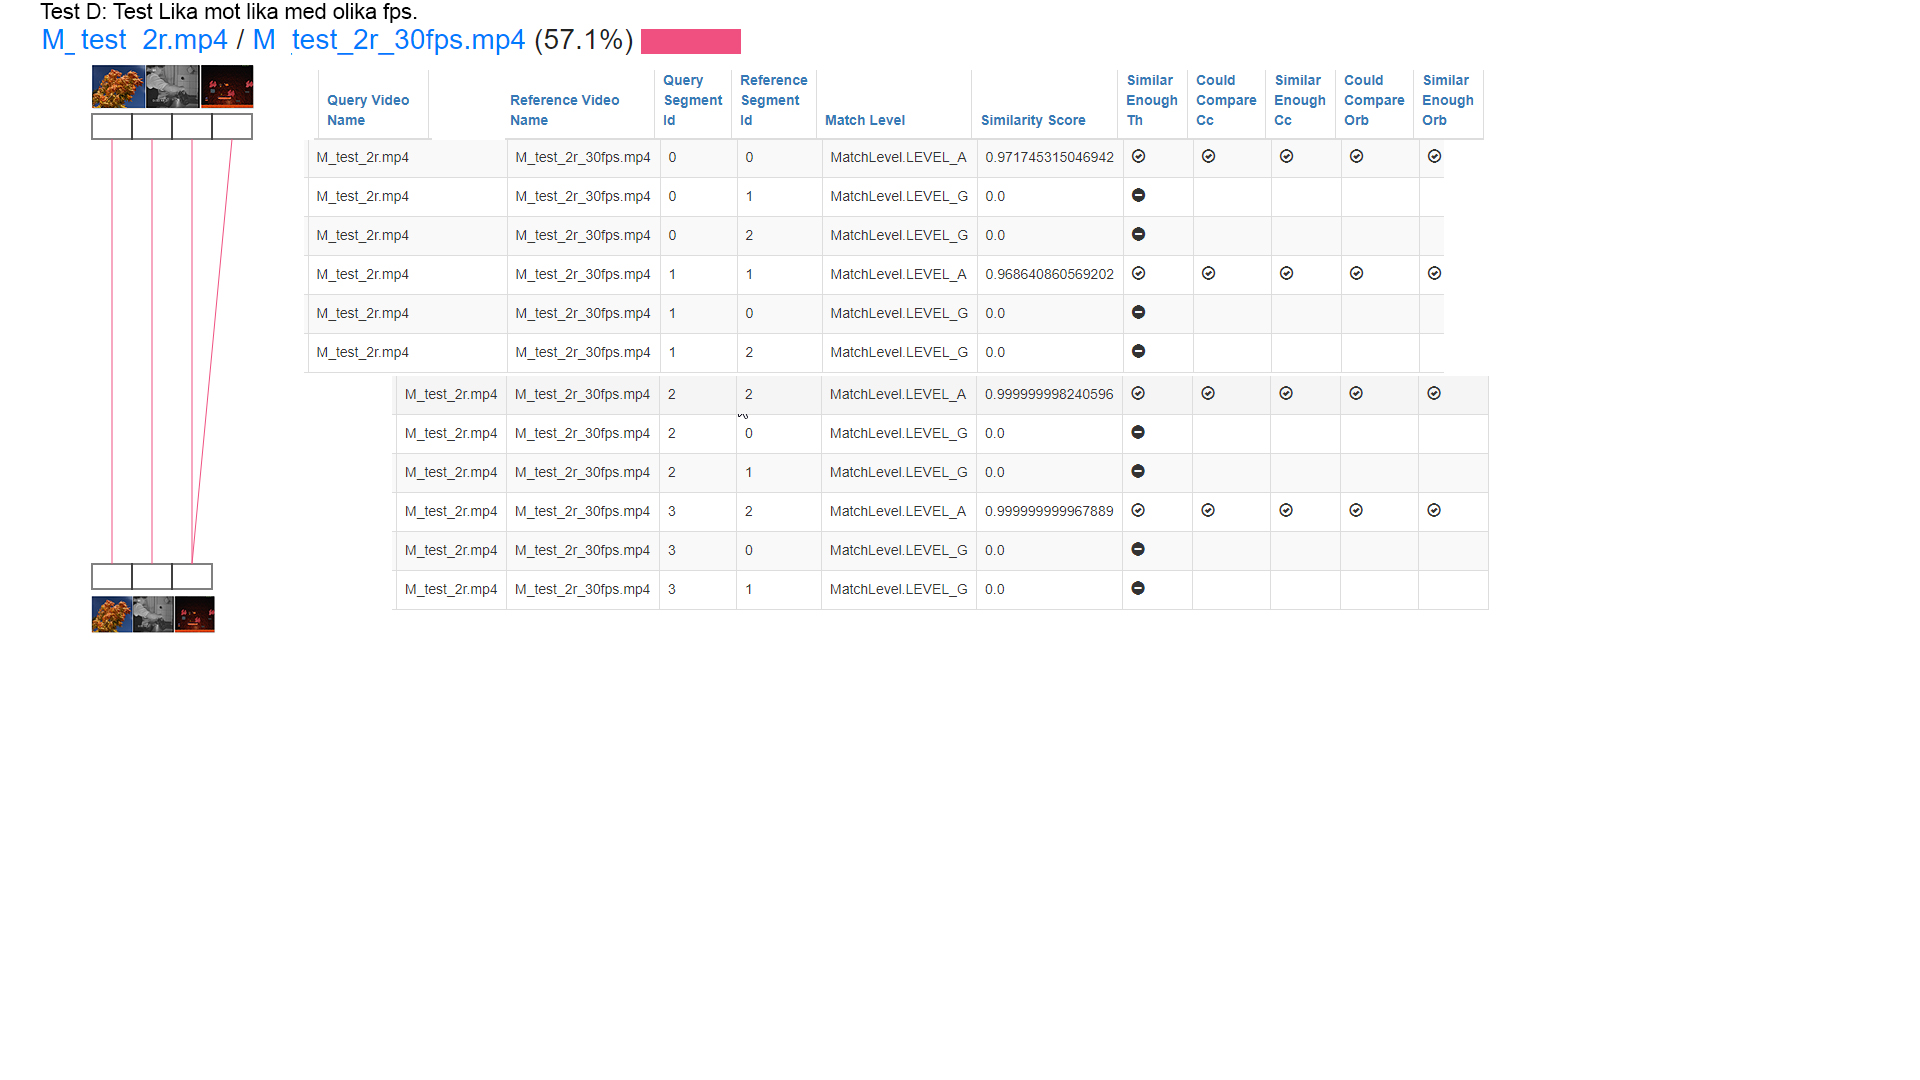 Test D: Test Lika mot lika med olika fps.
M_ test 2r.mp4 / M test_2r_30fps.mp4 (57.1%)
Query Video Name Reference Video Name Query Segment Id Reference Segment Id Match Level Similarity Score Similar Enough Th Could Compare Cc Similar Enough Cc Could Compare Orb Similar Enough Orb
M_test_2r.mp4 M_test_2r_30fps.mp4 0 0 MatchLevel.LEVEL_A 0.971745315046942
M_test_2r.mp4 M_test_2r_30fps.mp4 0 1 MatchLevel.LEVEL_G 0.0
M_test_2r.mp4 M_test_2r_30fps.mp4 0 2 MatchLevel.LEVEL_G 0.0
M_test_2r.mp4 M_test_2r_30fps.mp4 1 1 MatchLevel.LEVEL_A 0.968640860569202
M_test_2r.mp4 M_test_2r_30fps.mp4 1 0 MatchLevel.LEVEL_G 0.0
M_test_2r.mp4 M_test_2r_30fps.mp4 1 2 MatchLevel.LEVEL_G 0.0
M_test_2r.mp4 M_test_2r_30fps.mp4 2 2 MatchLevel.LEVEL_A 0.999999998240596
M_test_2r.mp4 M_test_2r_30fps.mp4 2 0 MatchLevel.LEVEL_G 0.0
M_test_2r.mp4 M_test_2r_30fps.mp4 2 1 MatchLevel.LEVEL_G 0.0
M_test_2r.mp4 M_test_2r_30fps.mp4 3 2 MatchLevel.LEVEL_A 0.999999999967889
M_test_2r.mp4 M_test_2r_30fps.mp4 3 0 MatchLevel.LEVEL_G 0.0
M_test_2r.mp4 M_test_2r_30fps.mp4 3 1 MatchLevel.LEVEL_G 0.0